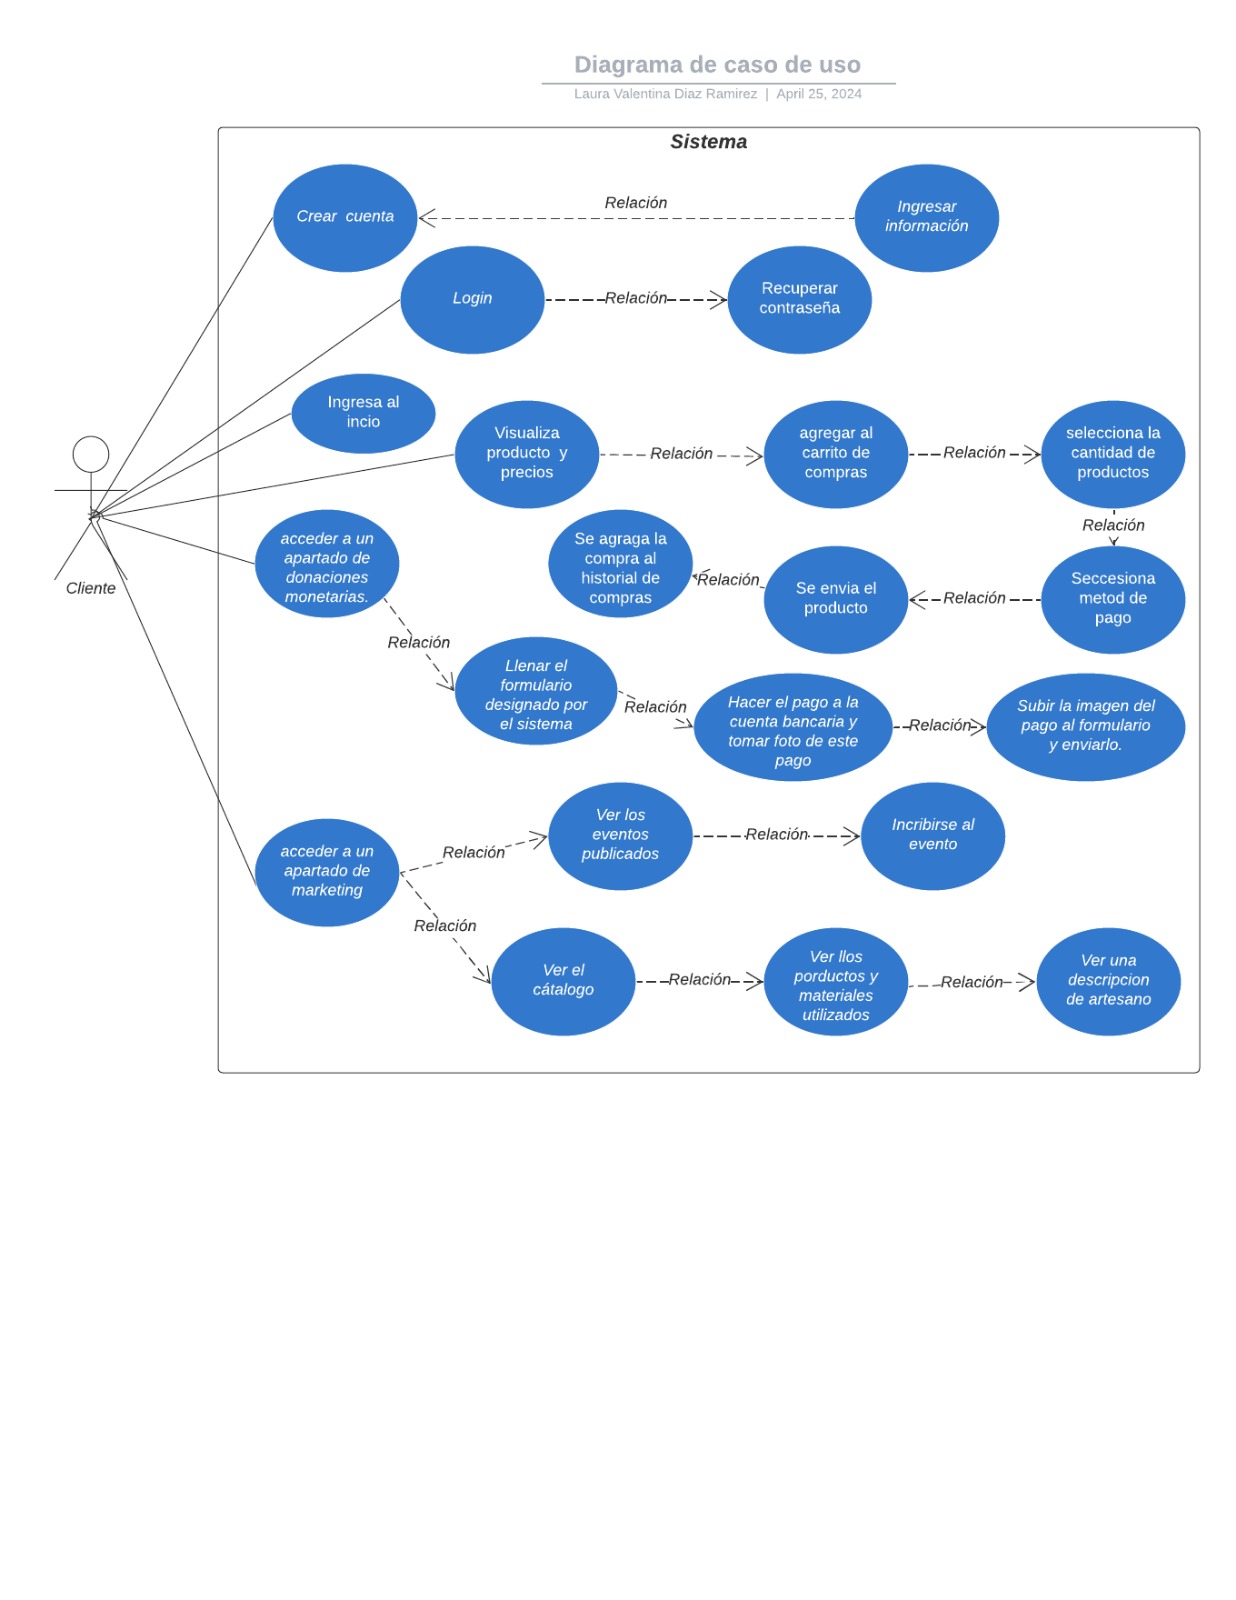 Diagrama de caso de uso
Laura Valentina Diaz Ramirez | April 25, 2024
Sistema
Crear cuenta
Relación
Ingresar
información
Login
Relación
Recuperar
contraseña
Ingresa al
incio
Visualiza
producto y
precios
Relación
agregar al
carrito de
compras
Relación
selecciona la
cantidad de
productos
Relación
Seccesiona
metod de
pago
Relación
Se envia el
producto
Relación
Se agraga la
compra al
historial de
compras
Cliente
acceder a un
apartado de
donaciones
monetarias.
Relación
Llenar el
formulario
designado por
el sistema
Relación
Hacer el pago a la
cuenta bancaria y
tomar foto de este
pago
Relación
Subir la imagen del
pago al formulario
y enviarlo.
acceder a un
apartado de
marketing
Relación
Ver los
eventos
publicados
Relación
Incribirse al
evento
Relación
Ver el
cátalogo
Relación
Ver llos
porductos y
materiales
utilizados
Relación
Ver una
descripcion
de artesano